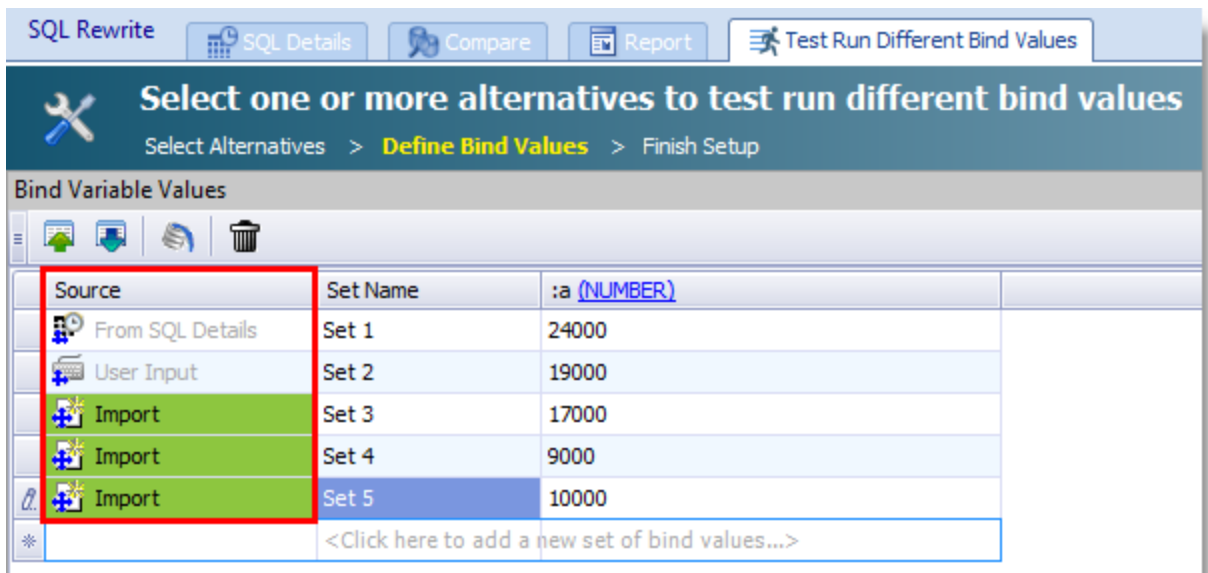 SQL Rewrite SQL Details Compare Report Test Run Different Bind Values
Select one or more alternatives to test run different bind values
Select Alternatives > Define Bind Values > Finish Setup
Bind Variable Values
Source Set Name :a (NUMBER)
From SQL Details Set 1 24000
User Input Set 2 19000
Import Set 3 17000
Import Set 4 9000
Import Set 5 10000
<Click here to add a new set of bind values...>